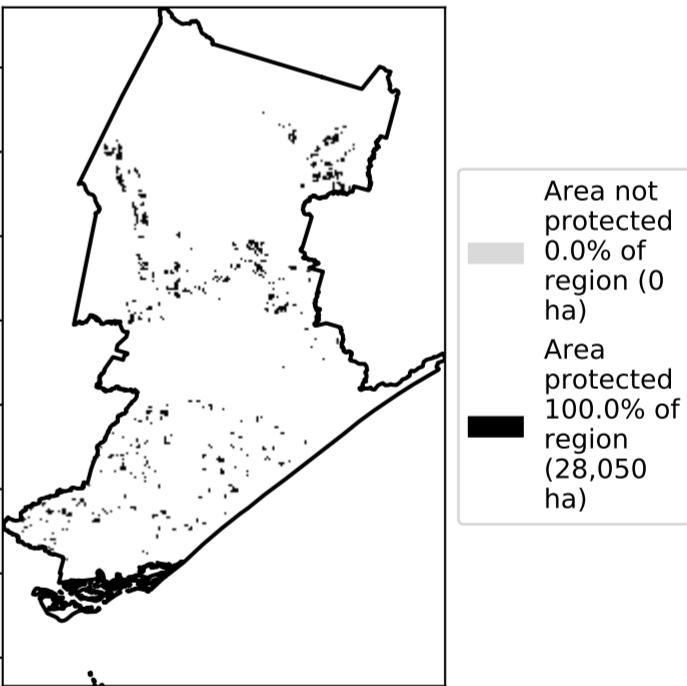 Area not
protected
0.0% of
region (0
ha)
Area
protected
100.0% of
region
(28,050
ha)